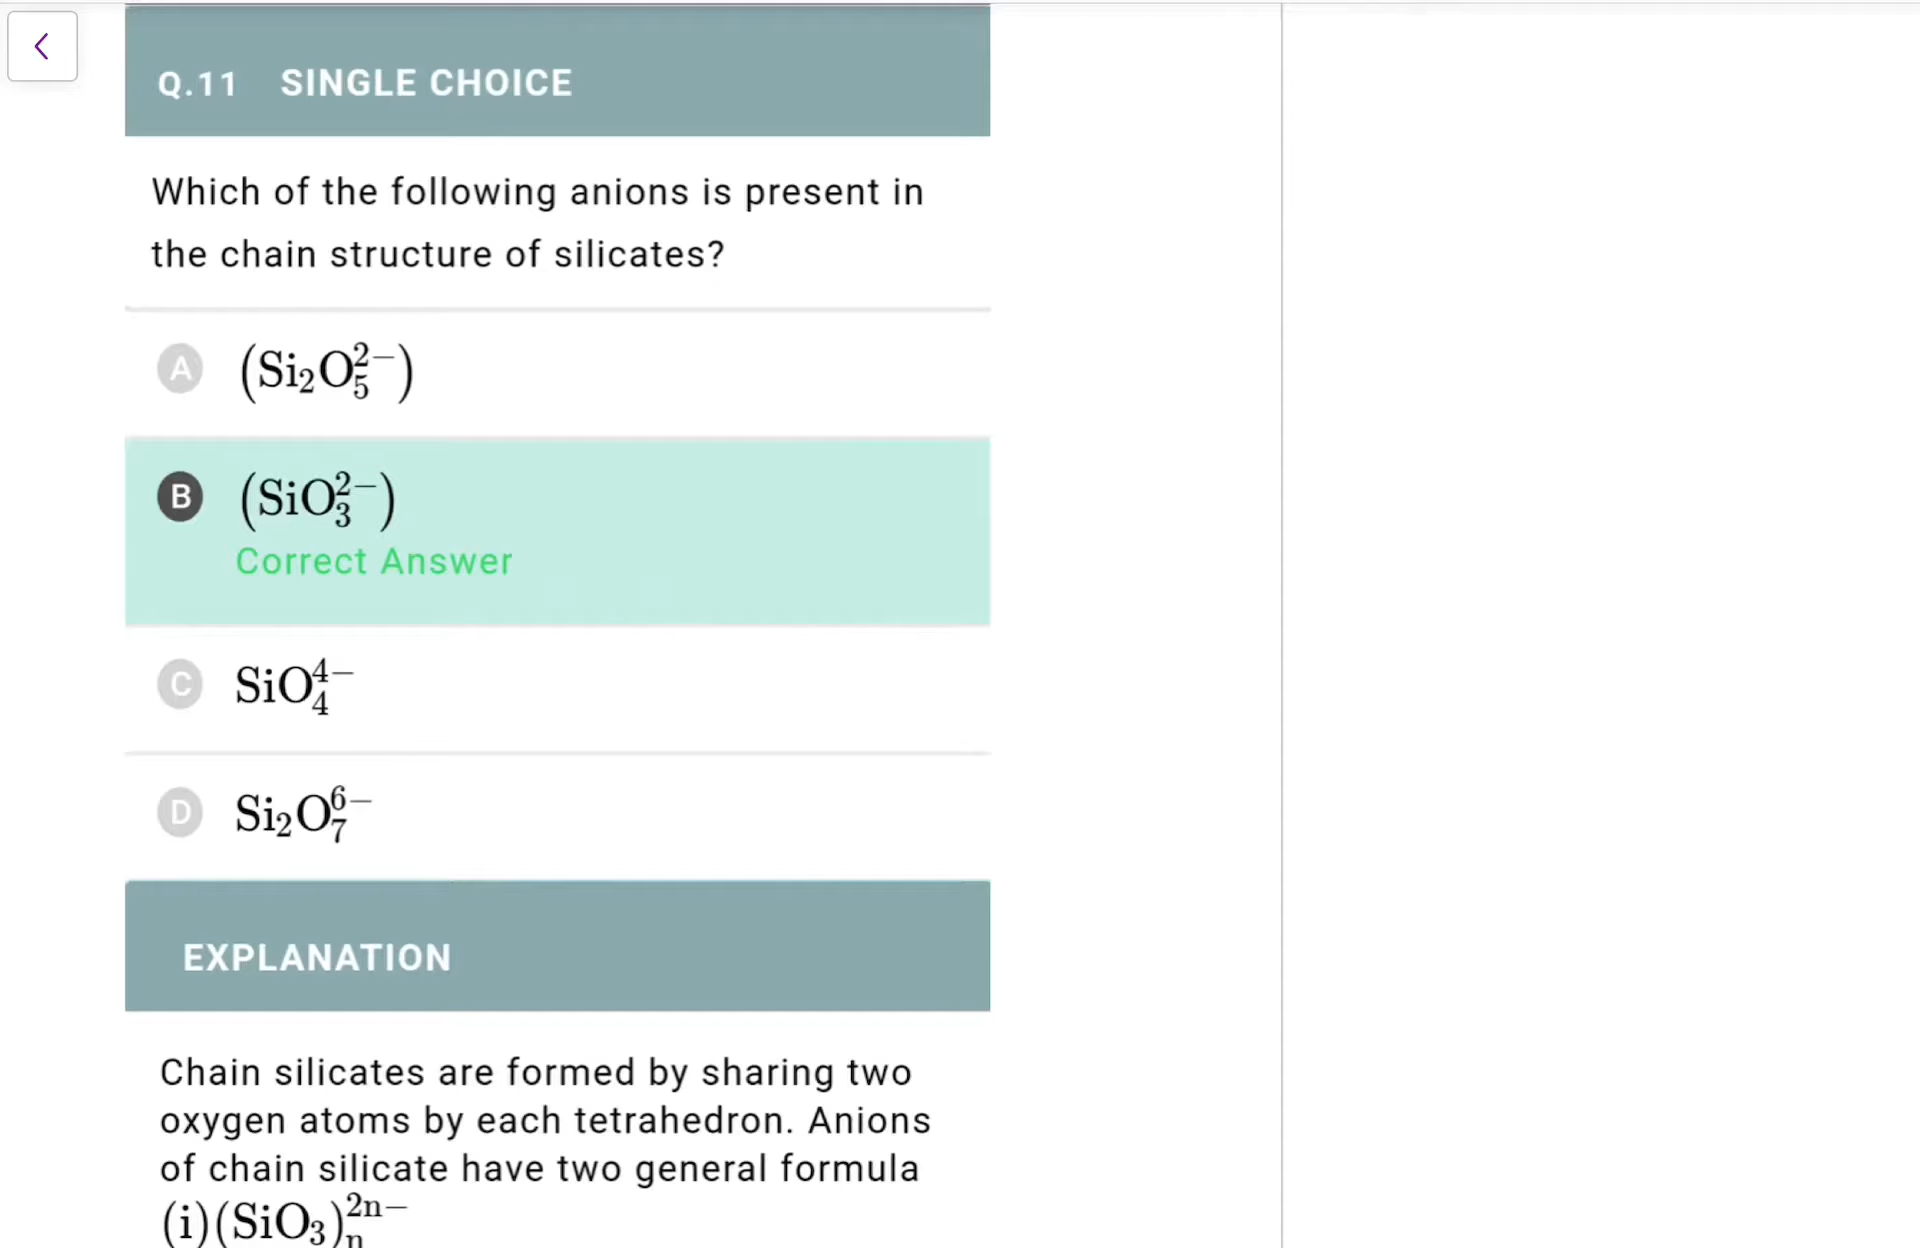 Q.11 SINGLE CHOICE
Which of the following anions is present in
the chain structure of silicates?
A (Si₂O₅²⁻)
B (SiO₃²⁻)
Correct Answer
C SiO₄⁴⁻
D Si₂O₇⁶⁻
EXPLANATION
Chain silicates are formed by sharing two
oxygen atoms by each tetrahedron. Anions
of chain silicate have two general formula
(i)(SiO₃)ₙ²ⁿ⁻